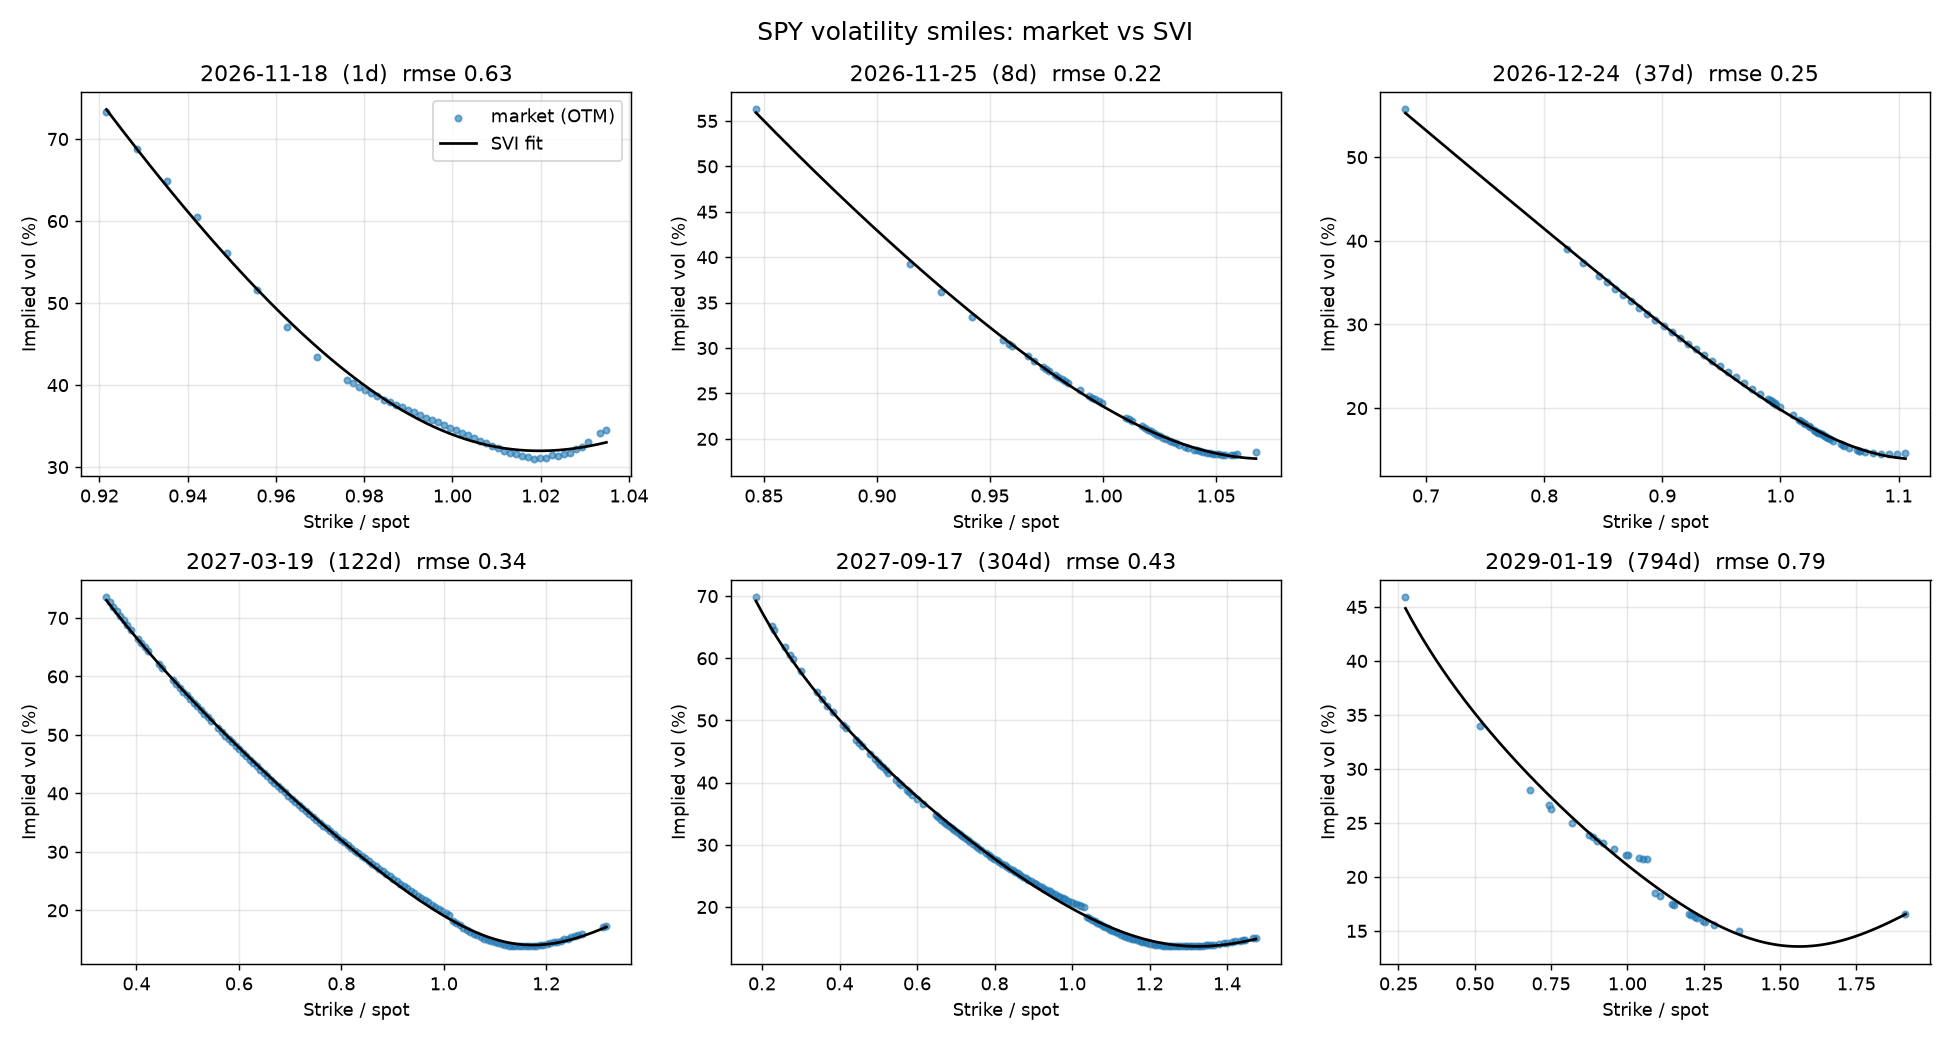 SPY volatility smiles: market vs SVI
2026-11-18 (1d) rmse 0.63
market (OTM)
SVI fit
Implied vol (%)
70
60
50
40
30
0.92 0.94 0.96 0.98 1.00 1.02 1.04
Strike / spot
2026-11-25 (8d) rmse 0.22
Implied vol (%)
55
50
45
40
35
30
25
20
0.85 0.90 0.95 1.00 1.05
Strike / spot
2026-12-24 (37d) rmse 0.25
Implied vol (%)
50
40
30
20
0.7 0.8 0.9 1.0 1.1
Strike / spot
2027-03-19 (122d) rmse 0.34
Implied vol (%)
70
60
50
40
30
20
0.4 0.6 0.8 1.0 1.2
Strike / spot
2027-09-17 (304d) rmse 0.43
Implied vol (%)
70
60
50
40
30
20
0.2 0.4 0.6 0.8 1.0 1.2 1.4
Strike / spot
2029-01-19 (794d) rmse 0.79
Implied vol (%)
45
40
35
30
25
20
15
0.25 0.50 0.75 1.00 1.25 1.50 1.75
Strike / spot